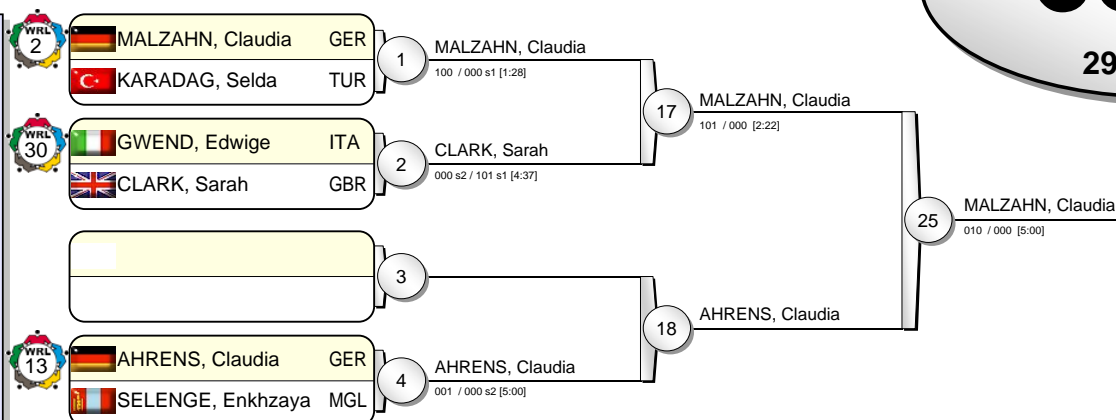 WRL
2
MALZAHN, Claudia GER
KARADAG, Selda TUR
1
MALZAHN, Claudia
100 / 000 s1 [1:28]
WRL
30
GWEND, Edwige ITA
CLARK, Sarah GBR
2
CLARK, Sarah
000 s2 / 101 s1 [4:37]
17
MALZAHN, Claudia
101 / 000 [2:22]
3
WRL
13
AHRENS, Claudia GER
SELENGE, Enkhzaya MGL
4
AHRENS, Claudia
001 / 000 s2 [5:00]
18
AHRENS, Claudia
25
MALZAHN, Claudia
010 / 000 [5:00]
29